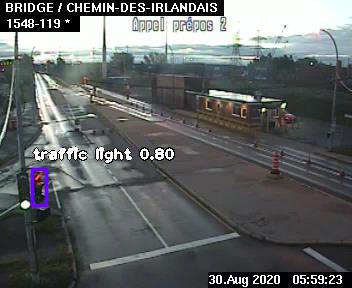 BRIDGE / CHEMIN-DES-IRLANDAIS
1548-119 *
Appel prépos 2
traffic light 0.80
30.Aug 2020 05:59:23